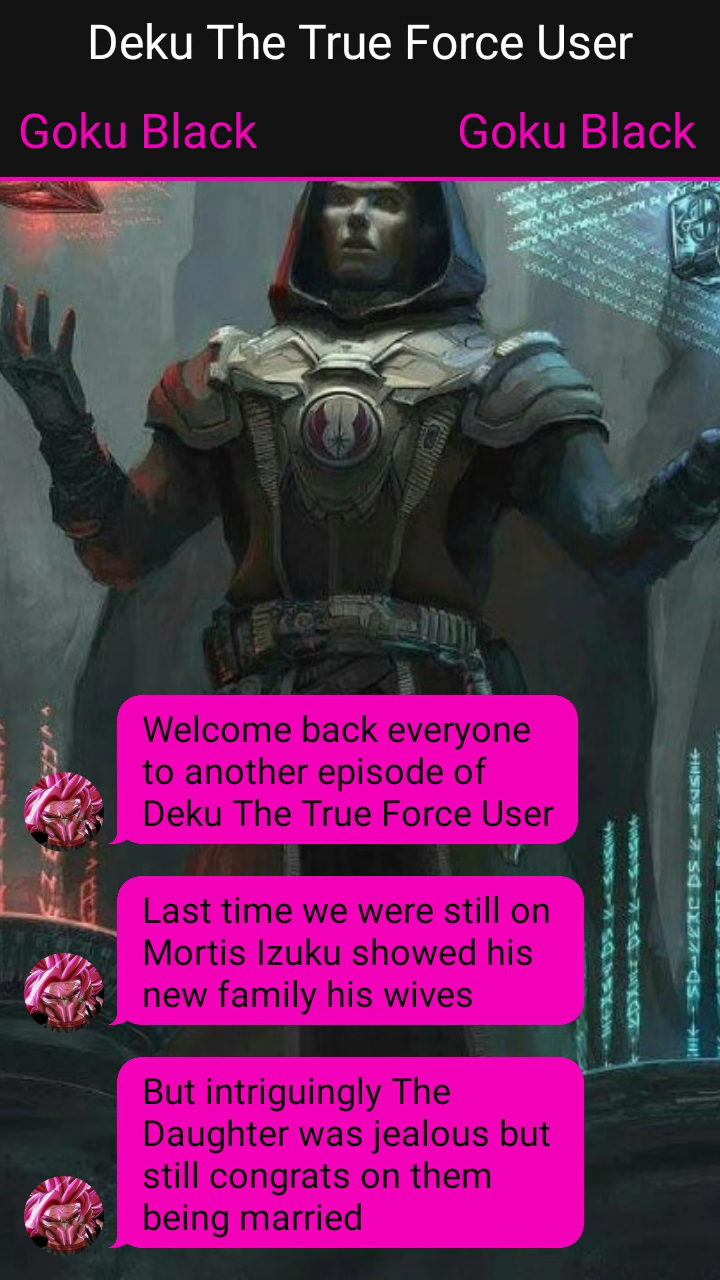 Deku The True Force User
Goku Black Goku Black
Welcome back everyone
to another episode of
Deku The True Force User
Last time we were still on
Mortis Izuku showed his
new family his wives
But intriguingly The
Daughter was jealous but
still congrats on them
being married